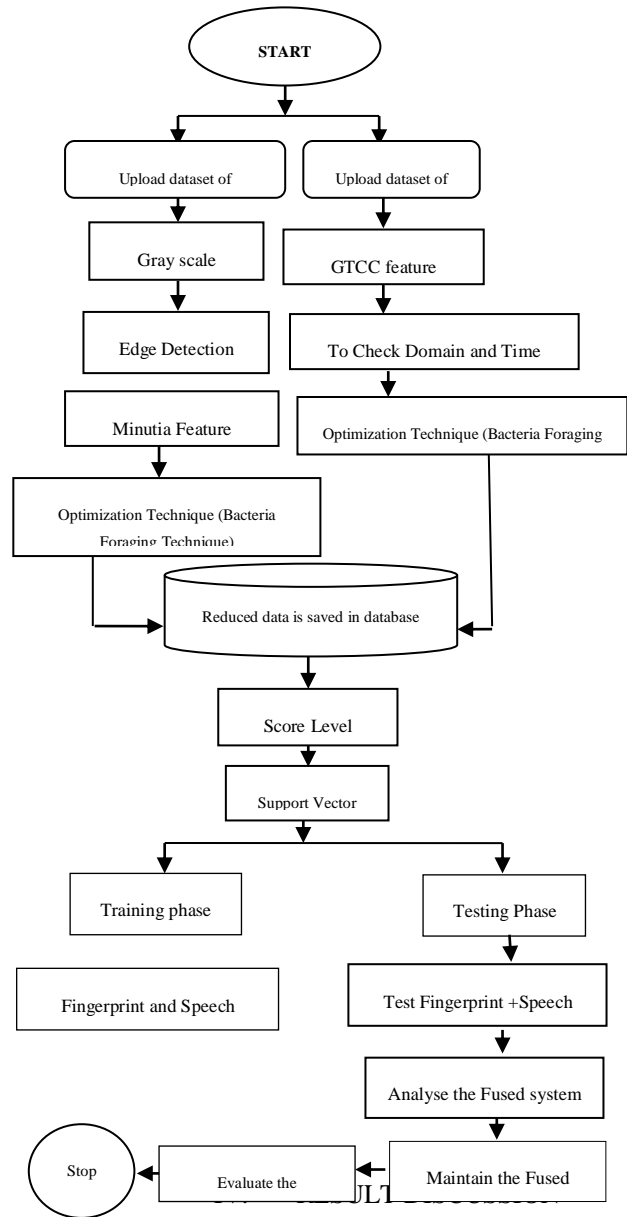 START
Upload dataset of
Upload dataset of
Gray scale
GTCC feature
Edge Detection
To Check Domain and Time
Minutia Feature
Optimization Technique (Bacteria Foraging
Optimization Technique (Bacteria
Foraging Technique)
Reduced data is saved in database
Score Level
Support Vector
Training phase
Testing Phase
Fingerprint and Speech
Test Fingerprint +Speech
Analyse the Fused system
Stop
Evaluate the
Maintain the Fused
RESULT DISCUSSION